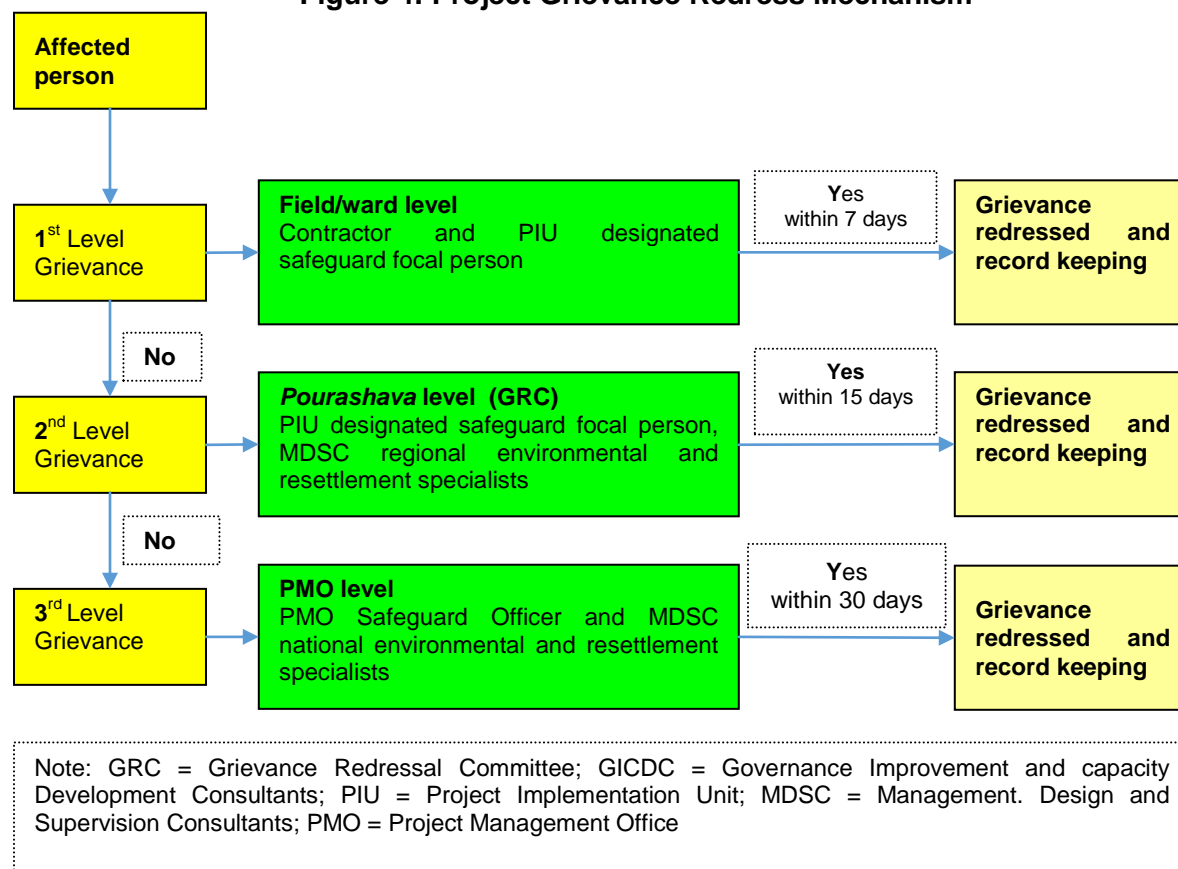 Figure 4: Project Grievance Redress Mechanism
Affected
person
1st Level
Grievance
Field/ward level
Contractor and PIU designated
safeguard focal person
Yes
within 7 days
Grievance
redressed and
record keeping
No
2nd Level
Grievance
Pourashava level (GRC)
PIU designated safeguard focal person,
MDSC regional environmental and
resettlement specialists
Yes
within 15 days
Grievance
redressed and
record keeping
No
3rd Level
Grievance
PMO level
PMO Safeguard Officer and MDSC
national environmental and resettlement
specialists
Yes
within 30 days
Grievance
redressed and
record keeping
Note: GRC = Grievance Redressal Committee; GICDC = Governance Improvement and capacity
Development Consultants; PIU = Project Implementation Unit; MDSC = Management. Design and
Supervision Consultants; PMO = Project Management Office